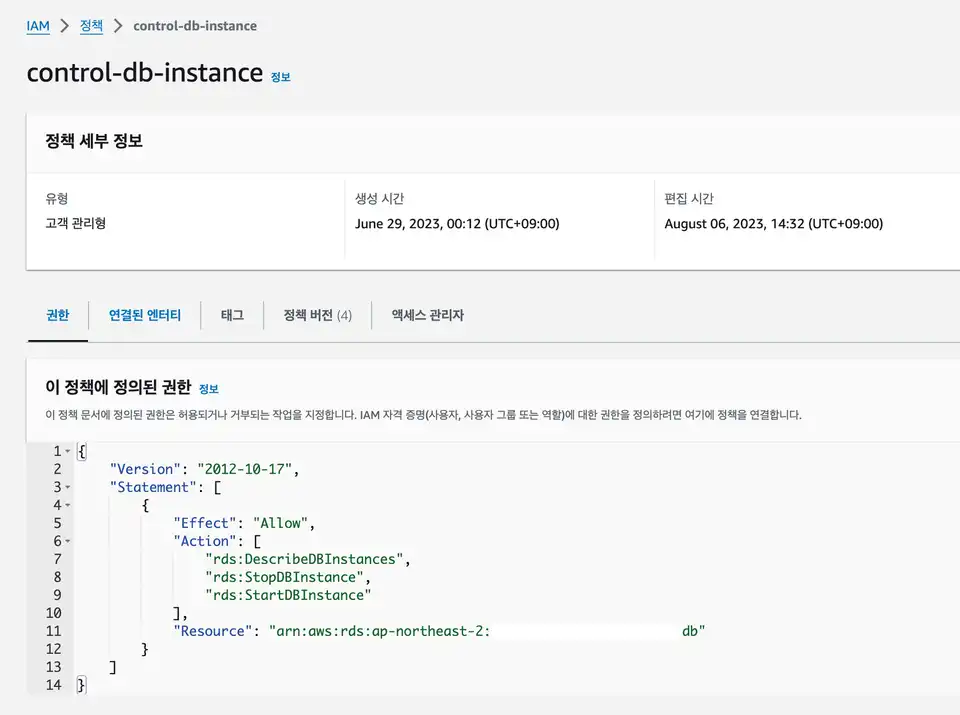 IAM > 정책 > control-db-instance
control-db-instance 정보
정책 세부 정보
유형
고객 관리형
생성 시간
June 29, 2023, 00:12 (UTC+09:00)
편집 시간
August 06, 2023, 14:32 (UTC+09:00)
권한 연결된 엔터티 태그 정책 버전 (4) 액세스 관리자
이 정책에 정의된 권한 정보
이 정책 문서에 정의된 권한은 허용되거나 거부되는 작업을 지정합니다. IAM 자격 증명(사용자, 사용자 그룹 또는 역할)에 대한 권한을 정의하려면 여기에 정책을 연결합니다.
1 {
2 "Version": "2012-10-17",
3 "Statement": [
4 {
5 "Effect": "Allow",
6 "Action": [
7 "rds:DescribeDBInstances",
8 "rds:StopDBInstance",
9 "rds:StartDBInstance"
10 ],
11 "Resource": "arn:aws:rds:ap-northeast-2: db"
12 }
13 ]
14 }